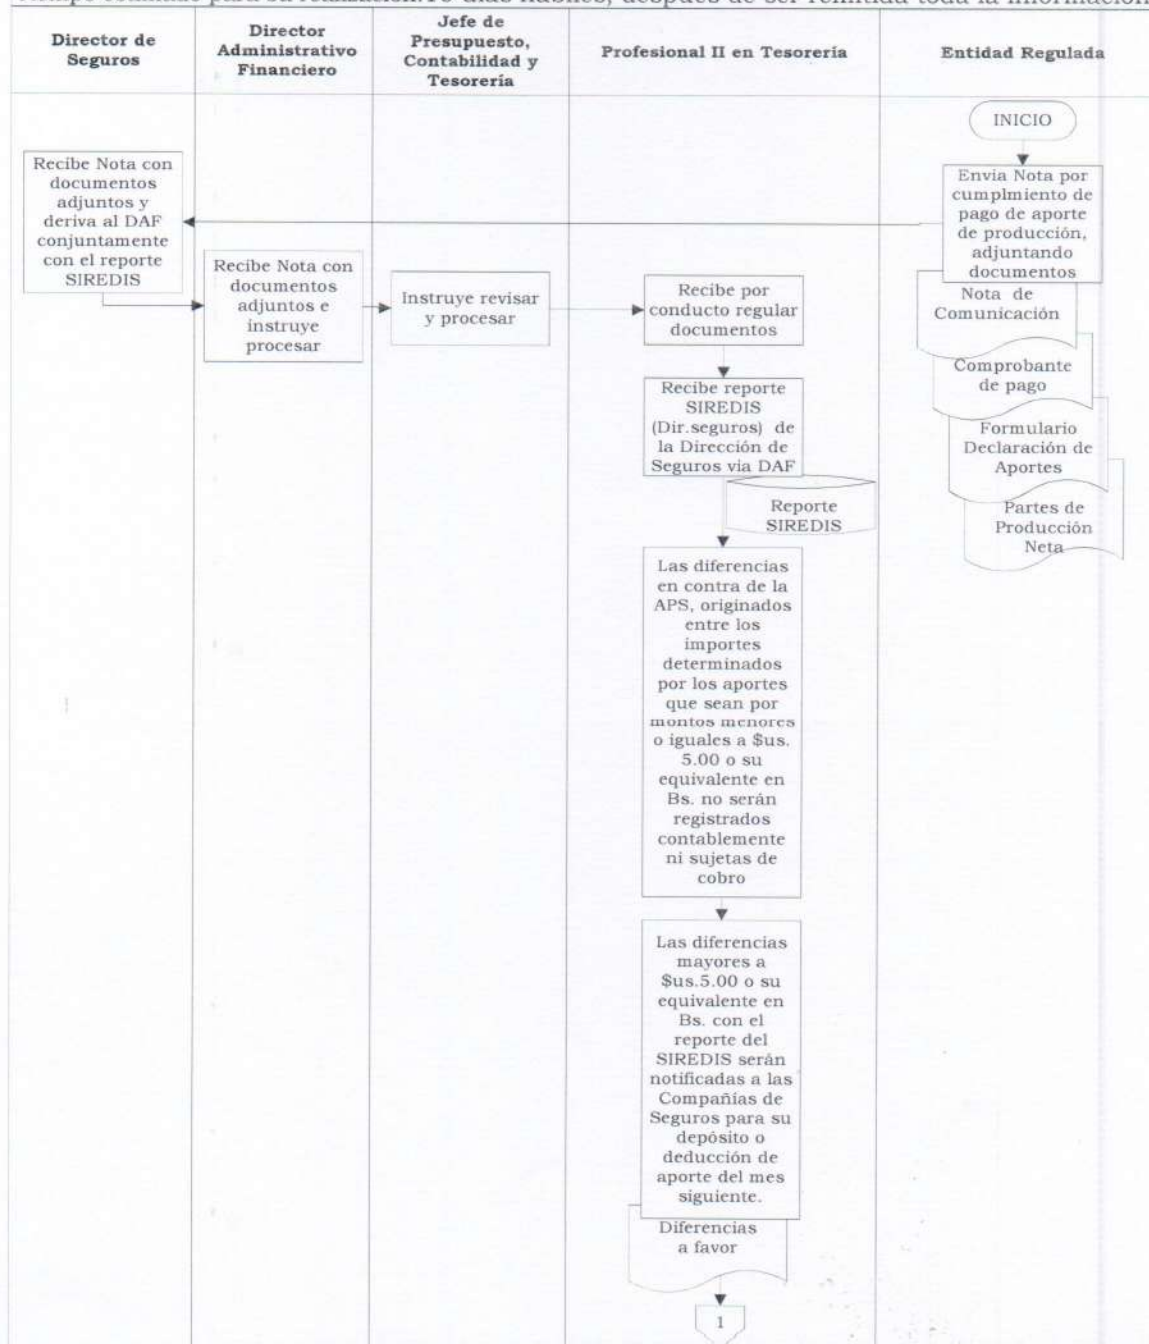 después de ser remitida toda la información
Director de
Seguros
Director
Administrativo
Financiero
Jefe de
Presupuesto,
Contabilidad y
Tesorería
Profesional II en Tesorería
Entidad Regulada
INICIO
Envia Nota por
cumplmiento de
pago de aporte
de producción,
adjuntando
documentos
Nota de
Comunicación
Comprobante
de pago
Formulario
Declaración de
Aportes
Partes de
Producción
Neta
Recibe Nota con
documentos
adjuntos y
deriva al DAF
conjuntamente
con el reporte
SIREDIS
Recibe Nota con
documentos
adjuntos e
instruye
procesar
Instruye revisar
y procesar
Recibe por
conducto regular
documentos
Recibe reporte
SIREDIS
(Dir.seguros) de
la Dirección de
Seguros via DAF
Reporte
SIREDIS
Las diferencias
en contra de la
APS, originados
entre los
importes
determinados
por los aportes
que sean por
montos menores
o iguales a $us.
5.00 o su
equivalente en
Bs. no serán
registrados
contablemente
ni sujetas de
cobro
Las diferencias
mayores a
$us.5.00 o su
equivalente en
Bs. con el
reporte del
SIREDIS serán
notificadas a las
Compañías de
Seguros para su
depósito o
deducción de
aporte del mes
siguiente.
Diferencias
a favor
1